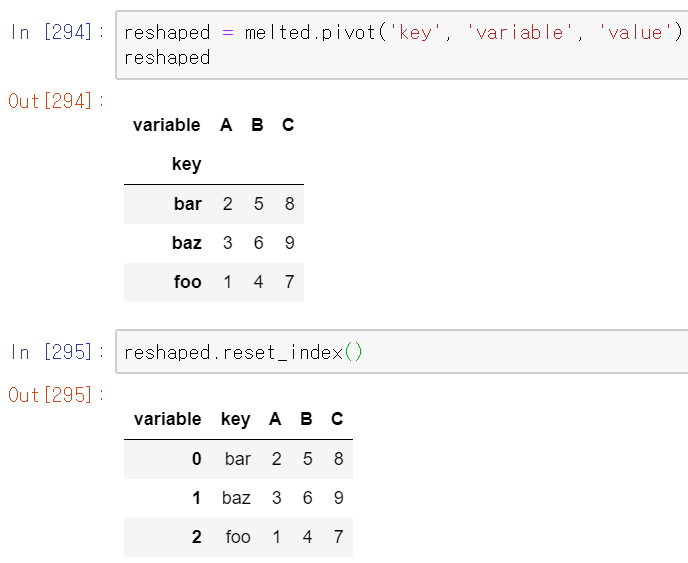 In [294]: reshaped = melted.pivot('key', 'variable', 'value')
reshaped
Out[294]:
variable A B C
key
bar 2 5 8
baz 3 6 9
foo 1 4 7
In [295]: reshaped.reset_index()
Out[295]:
variable key A B C
0 bar 2 5 8
1 baz 3 6 9
2 foo 1 4 7